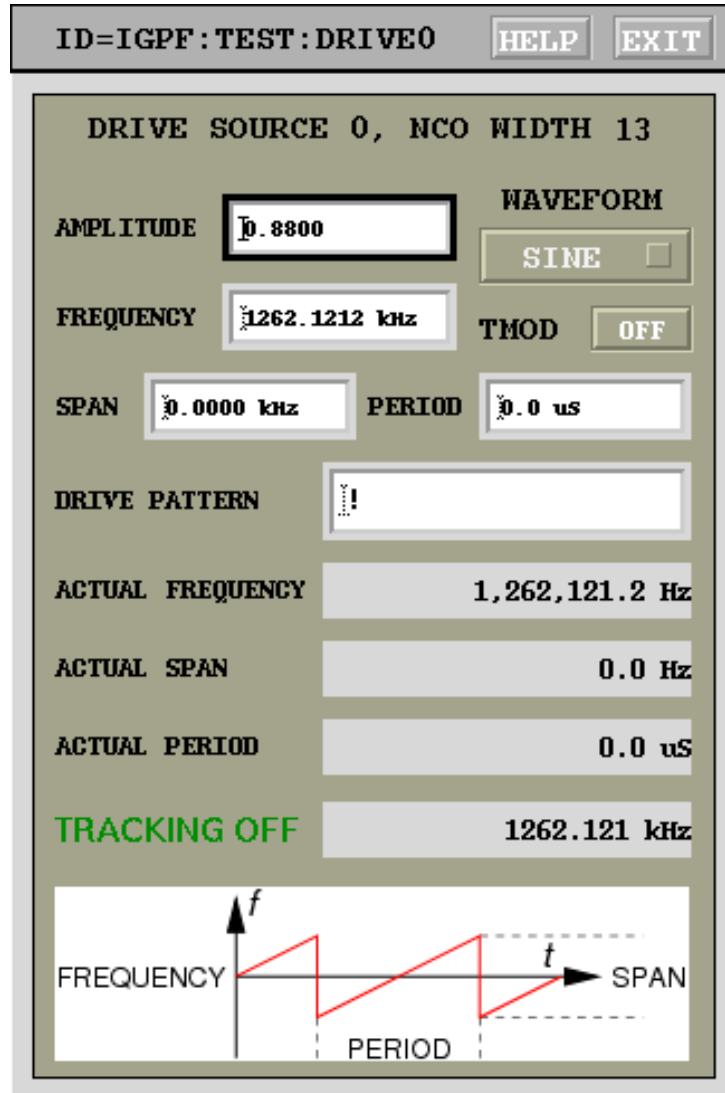 ID=IGPF:TEST:DRIVE0 HELP EXIT
DRIVE SOURCE 0, NCO WIDTH 13
WAVEFORM
AMPLITUDE 0.8800
SINE
FREQUENCY 1262.1212 kHz TMOD OFF
SPAN 0.0000 kHz PERIOD 0.0 uS
DRIVE PATTERN !
ACTUAL FREQUENCY 1,262,121.2 Hz
ACTUAL SPAN 0.0 Hz
ACTUAL PERIOD 0.0 uS
TRACKING OFF 1262.121 kHz
f
t
FREQUENCY SPAN
PERIOD